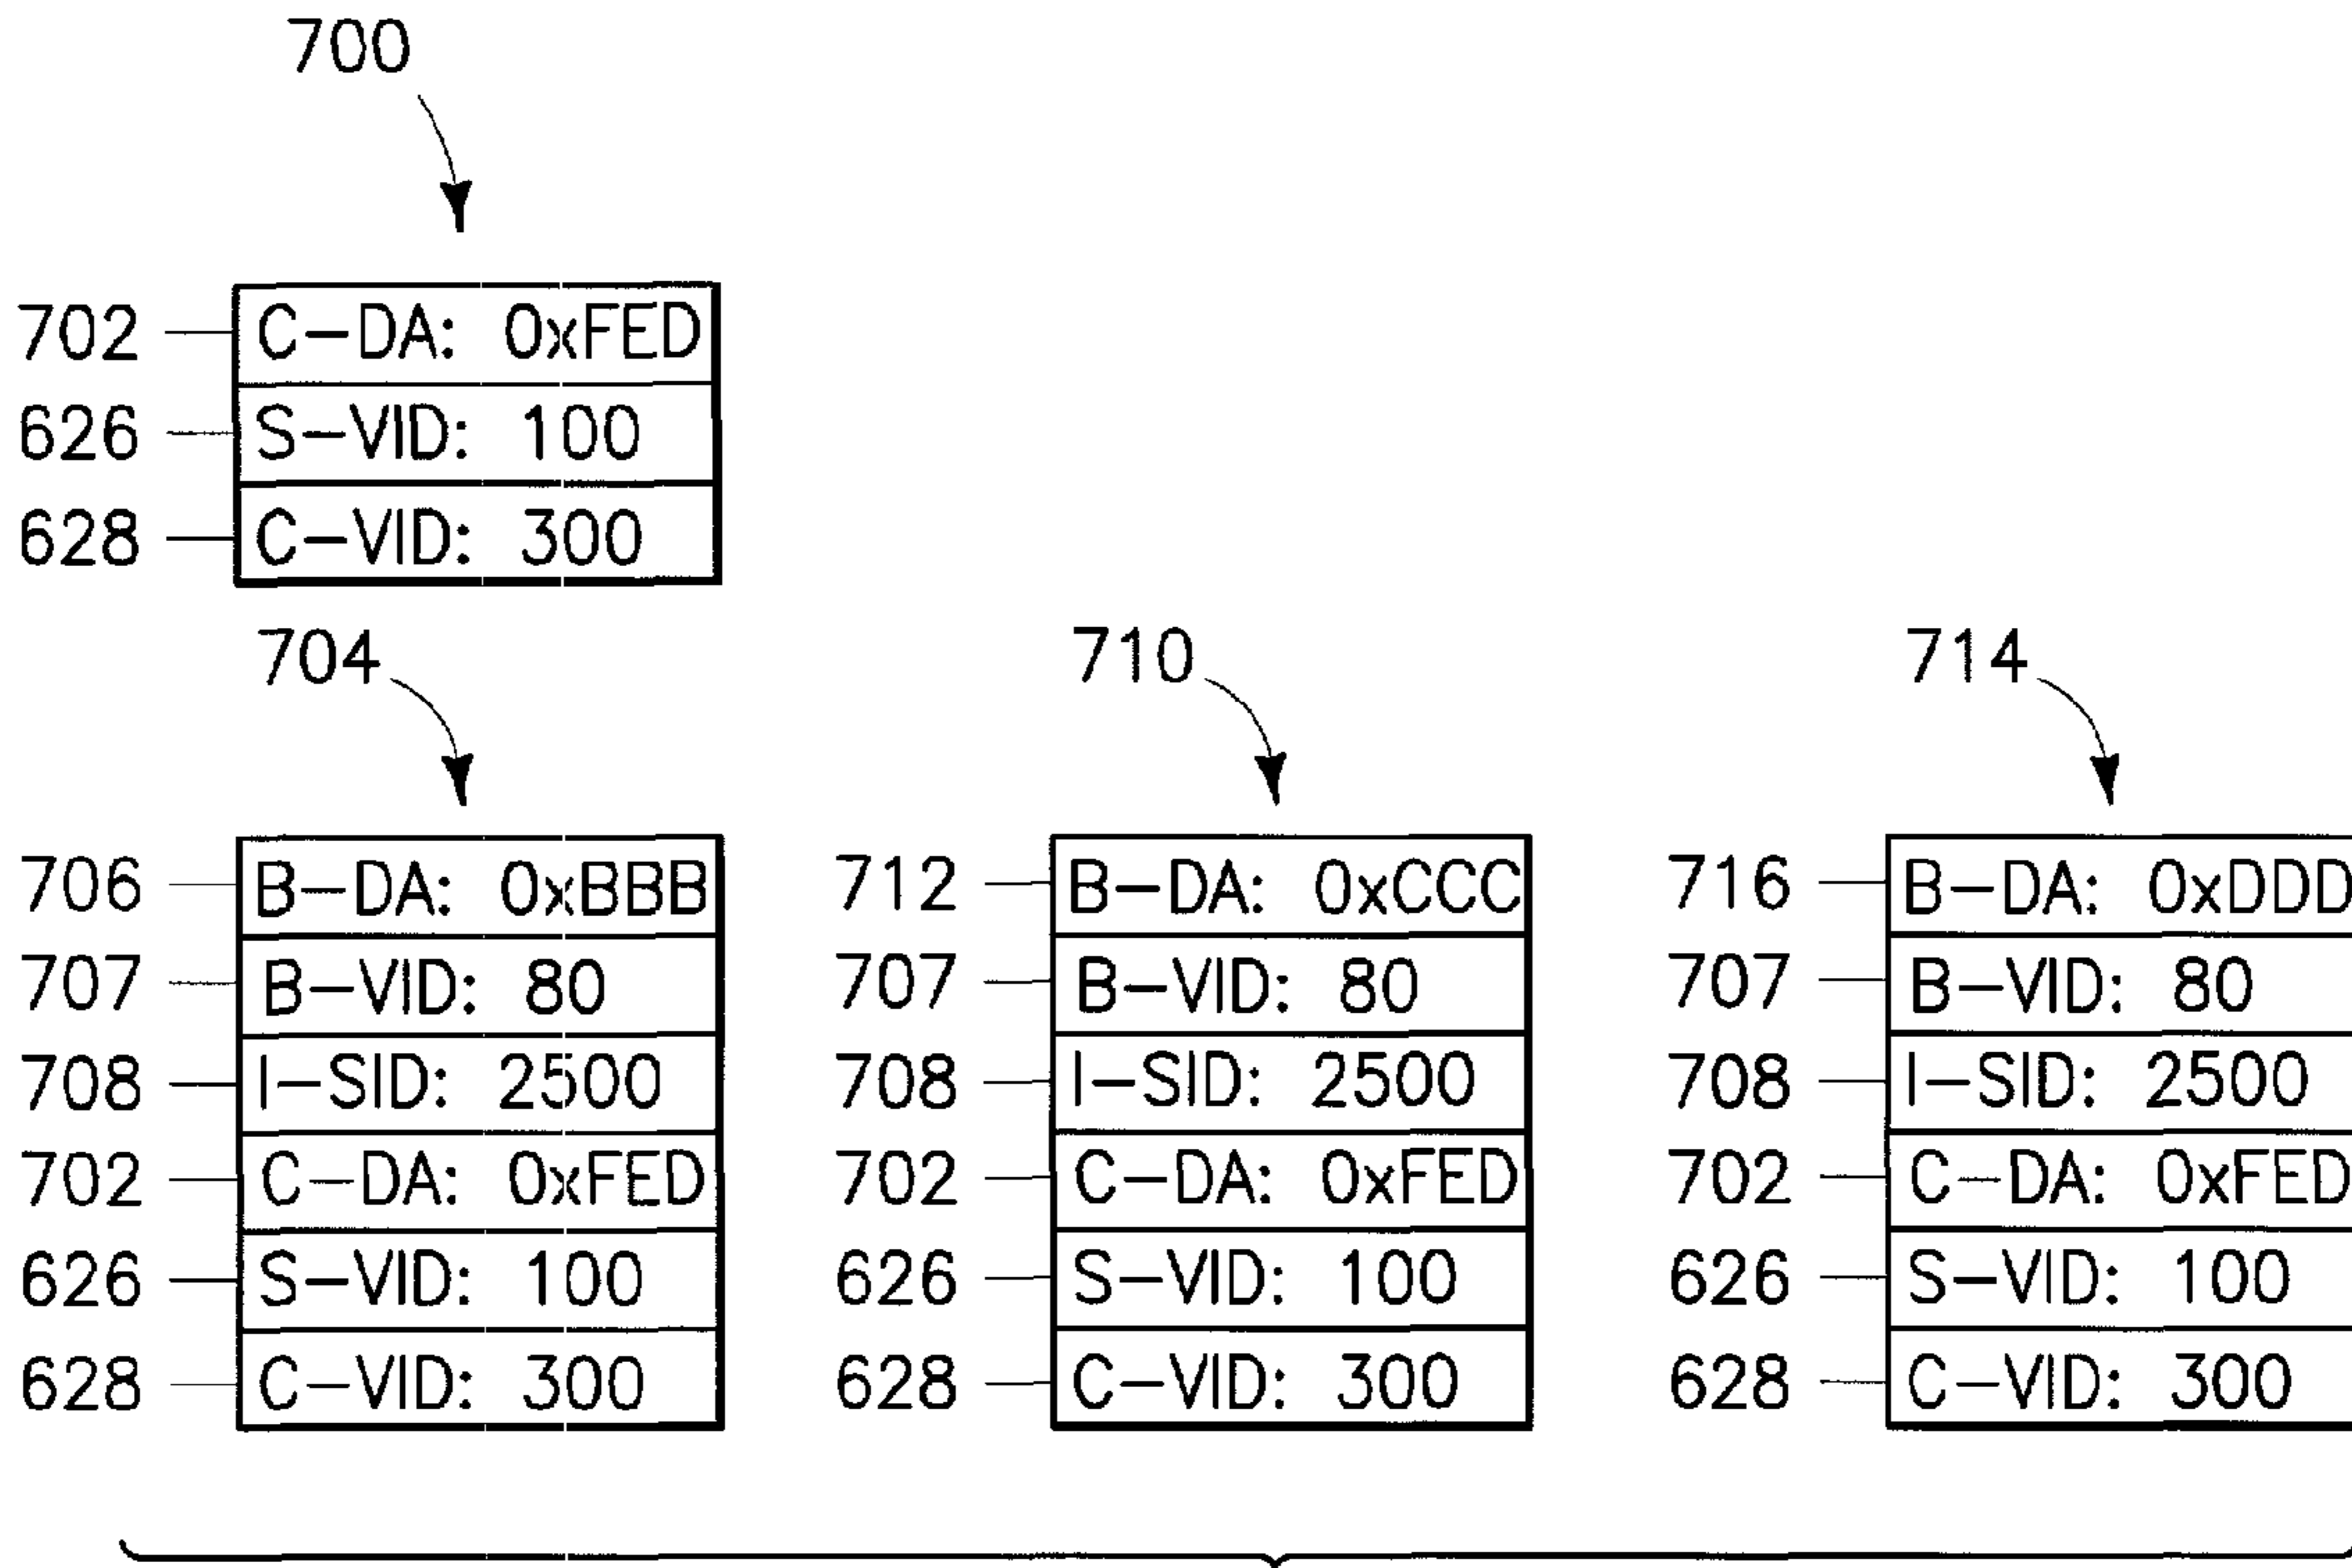 700
702 C-DA: 0xFED
626 S-VID: 100
628 C-VID: 300
704 710 714
706 B-DA: 0xBBB 712 B-DA: 0xCCC 716 B-DA: 0xDDD
707 B-VID: 80 707 B-VID: 80 707 B-VID: 80
708 I-SID: 2500 708 I-SID: 2500 708 I-SID: 2500
702 C-DA: 0xFED 702 C-DA: 0xFED 702 C-DA: 0xFED
626 S-VID: 100 626 S-VID: 100 626 S-VID: 100
628 C-VID: 300 628 C-VID: 300 628 C-VID: 300